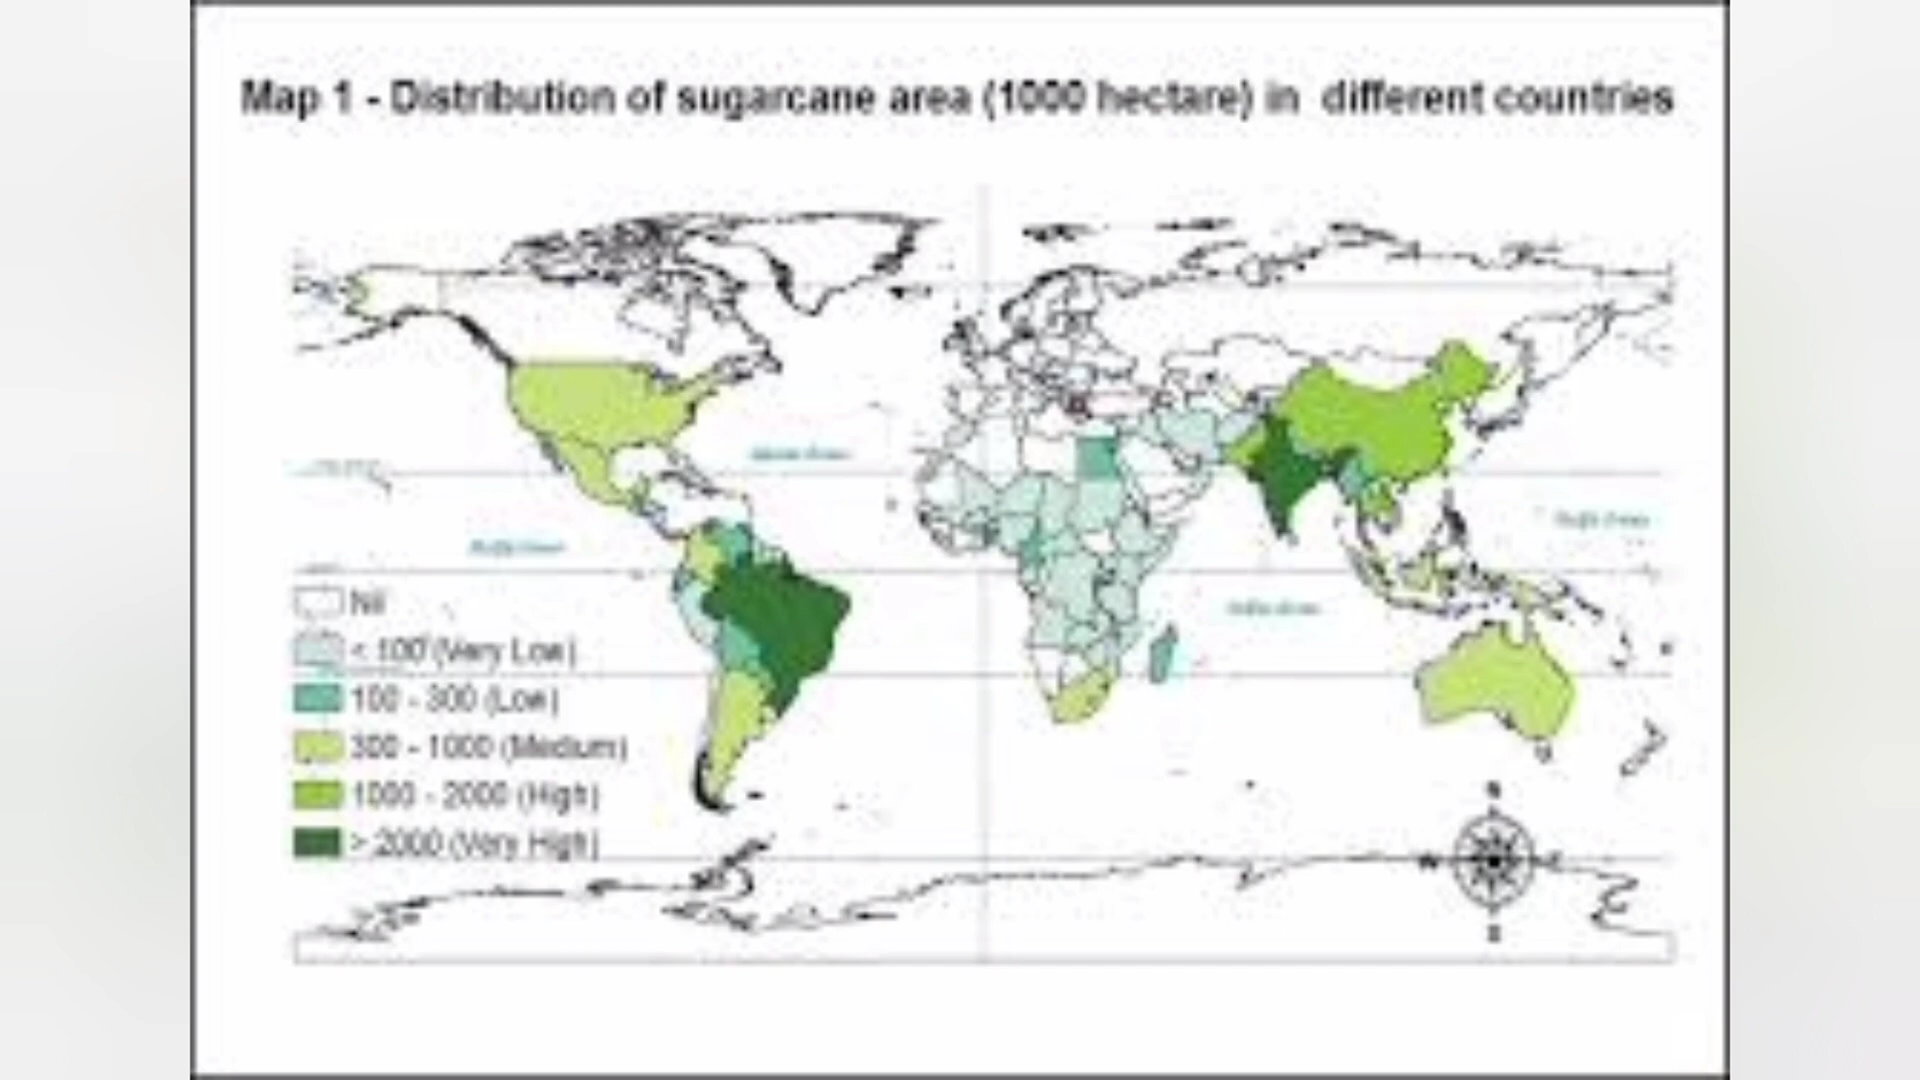 Map 1 - Distribution of sugarcane area (1000 hectare) in different countries
Nil
< 100 (Very Low)
100 - 300 (Low)
300 - 1000 (Medium)
1000 - 2000 (High)
> 2000 (Very High)
N
W E
S